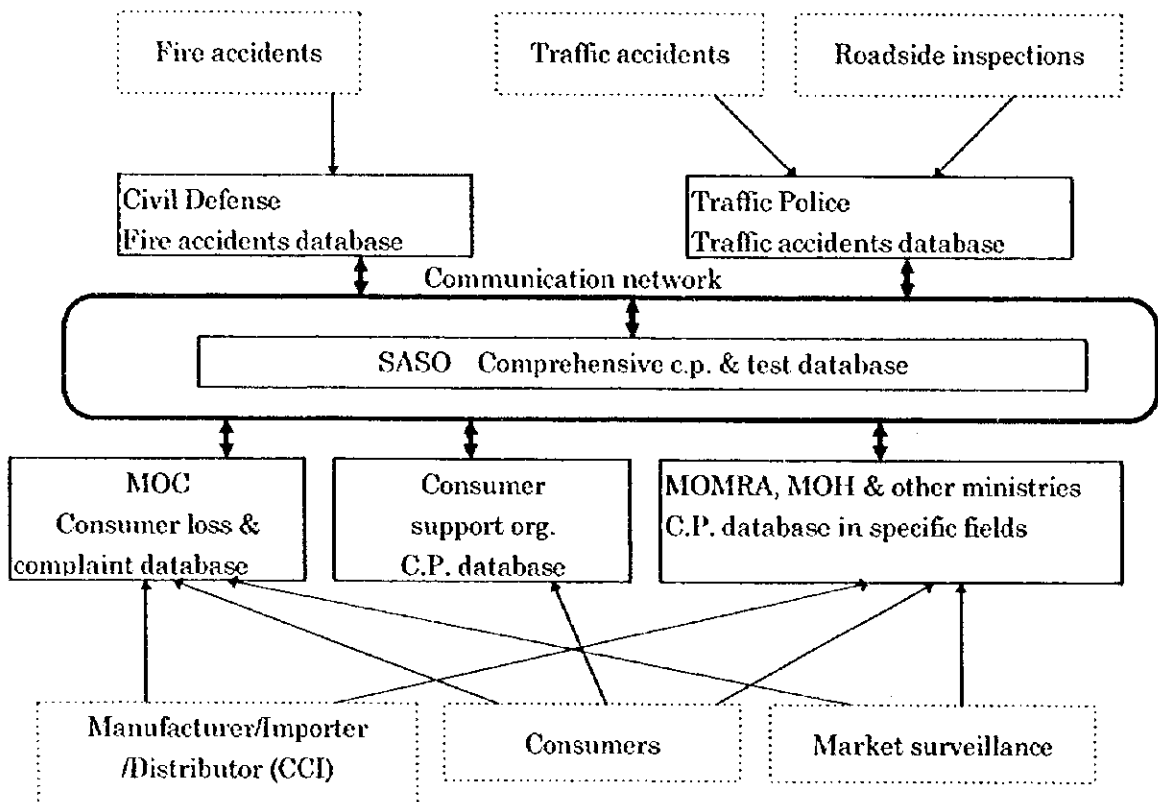 Fire accidents
Traffic accidents
Roadside inspections
Civil Defense
Fire accidents database
Traffic Police
Traffic accidents database
Communication network
SASO Comprehensive c.p. & test database
MOC
Consumer loss &
complaint database
Consumer
support org.
C.P. database
MOMRA, MOH & other ministries
C.P. database in specific fields
Manufacturer/Importer
/Distributor (CCI)
Consumers
Market surveillance